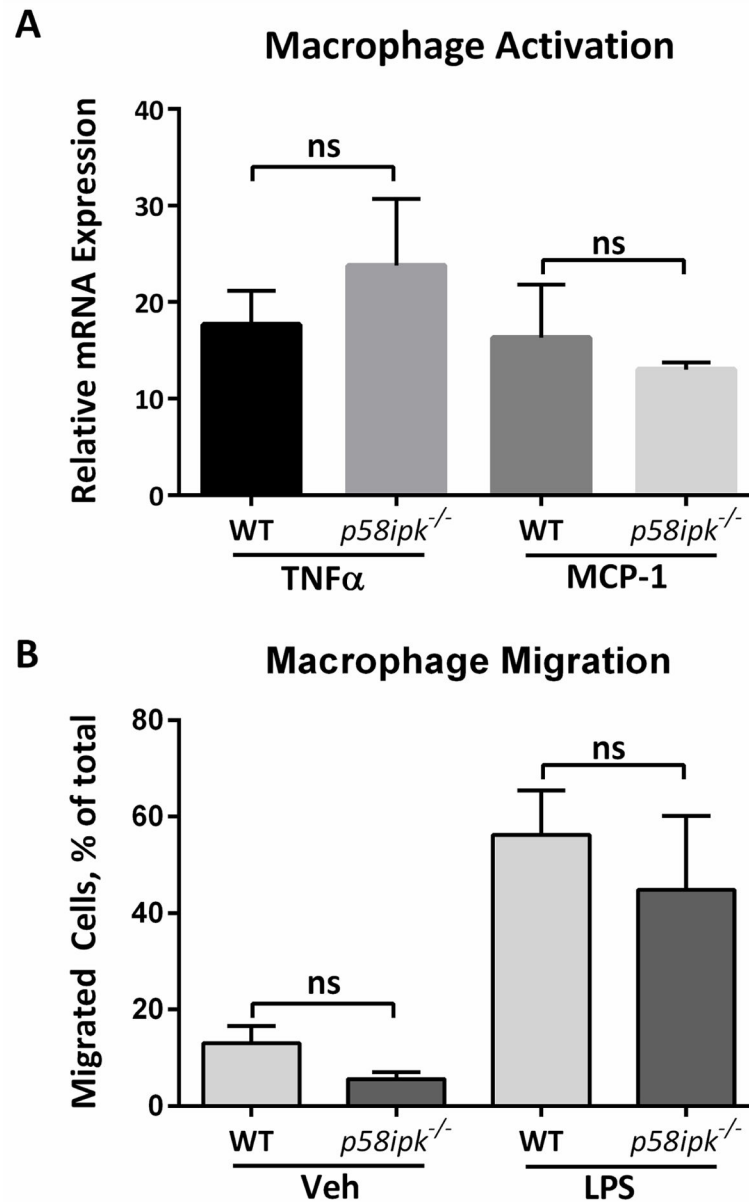 A
Macrophage Activation
Relative mRNA Expression
40
30
20
10
0
ns
ns
WT p58ipk-/- WT p58ipk-/-
TNFα MCP-1
B
Macrophage Migration
Migrated Cells, % of total
80
60
40
20
0
ns
ns
WT p58ipk-/- WT p58ipk-/-
Veh LPS